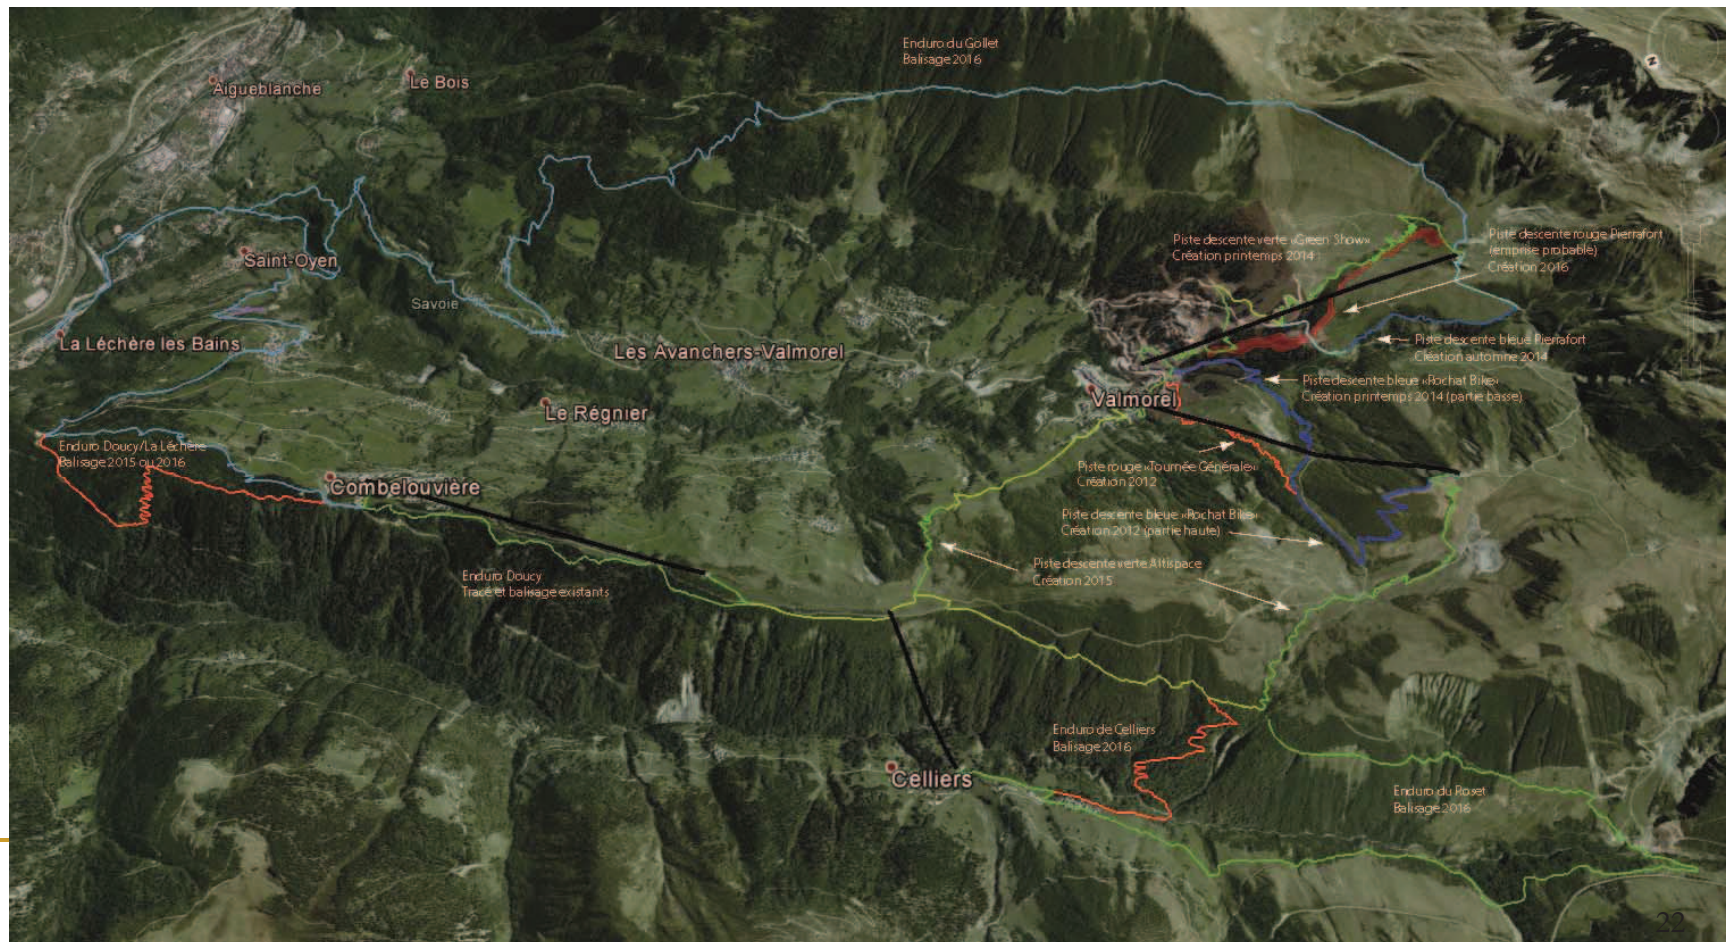 Enduro du Gollet
Balisage 2016
Aigueblanche
Le Bois
N
Piste descente verte «Green Show»
Création printemps 2014
Piste descente rouge Pierrafort
(emprise probable)
Création 2016
Saint-Oyen
Savoie
La Léchère les Bains
Les Avanchers-Valmorel
Piste descente bleue Pierrafort
Création automne 2014
Piste descente bleue «Rochat Bike»
Création printemps 2014 (partie basse)
Valmorel
Le Régnier
Enduro Doucy/La Léchère
Balisage 2015 ou 2016
Combelouvière
Piste rouge «Tournée Générale»
Création 2012
Piste descente bleue «Rochat Bike»
Création 2012 (partie haute)
Piste descente verte Altispace
Création 2015
Enduro Doucy
Tracé et balisage existants
Enduro de Celliers
Balisage 2016
Celliers
Enduro du Roset
Balisage 2016
22